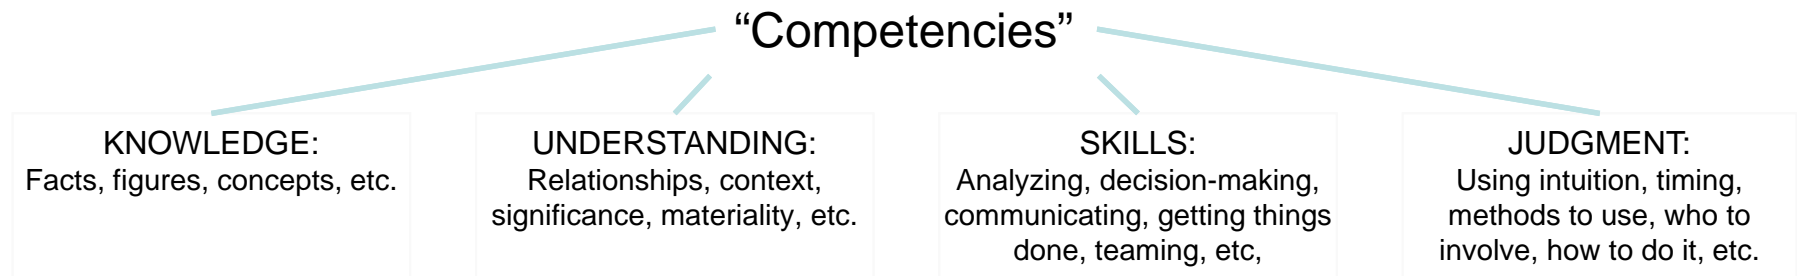 “Competencies”
KNOWLEDGE:
Facts, figures, concepts, etc.
UNDERSTANDING:
Relationships, context,
significance, materiality, etc.
SKILLS:
Analyzing, decision-making,
communicating, getting things
done, teaming, etc,
JUDGMENT:
Using intuition, timing,
methods to use, who to
involve, how to do it, etc.